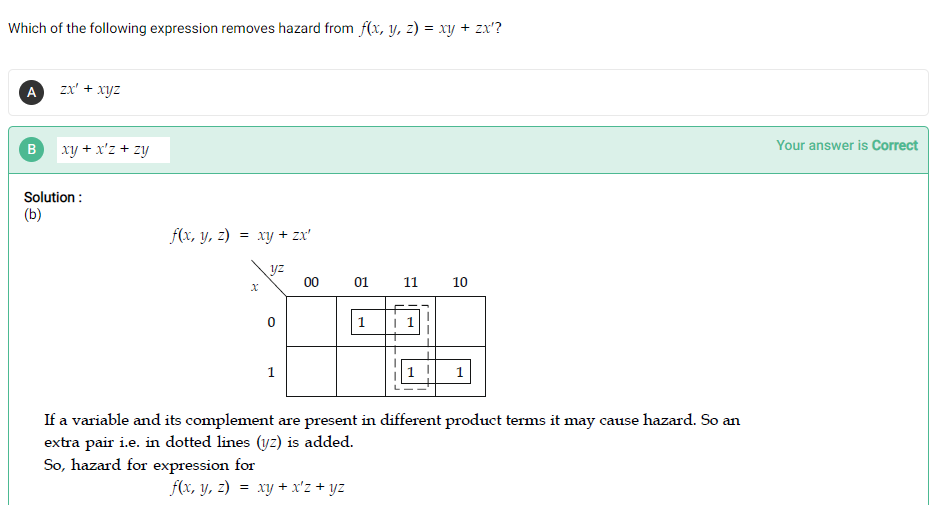 Which of the following expression removes hazard from f(x, y, z) = xy + zx'?
A zx' + xyz
B xy + x'z + zy Your answer is Correct
Solution :
(b)
f(x, y, z) = xy + zx'
yz
x 00 01 11 10
0 1 1
1 1 1
If a variable and its complement are present in different product terms it may cause hazard. So an
extra pair i.e. in dotted lines (yz) is added.
So, hazard for expression for
f(x, y, z) = xy + x'z + yz